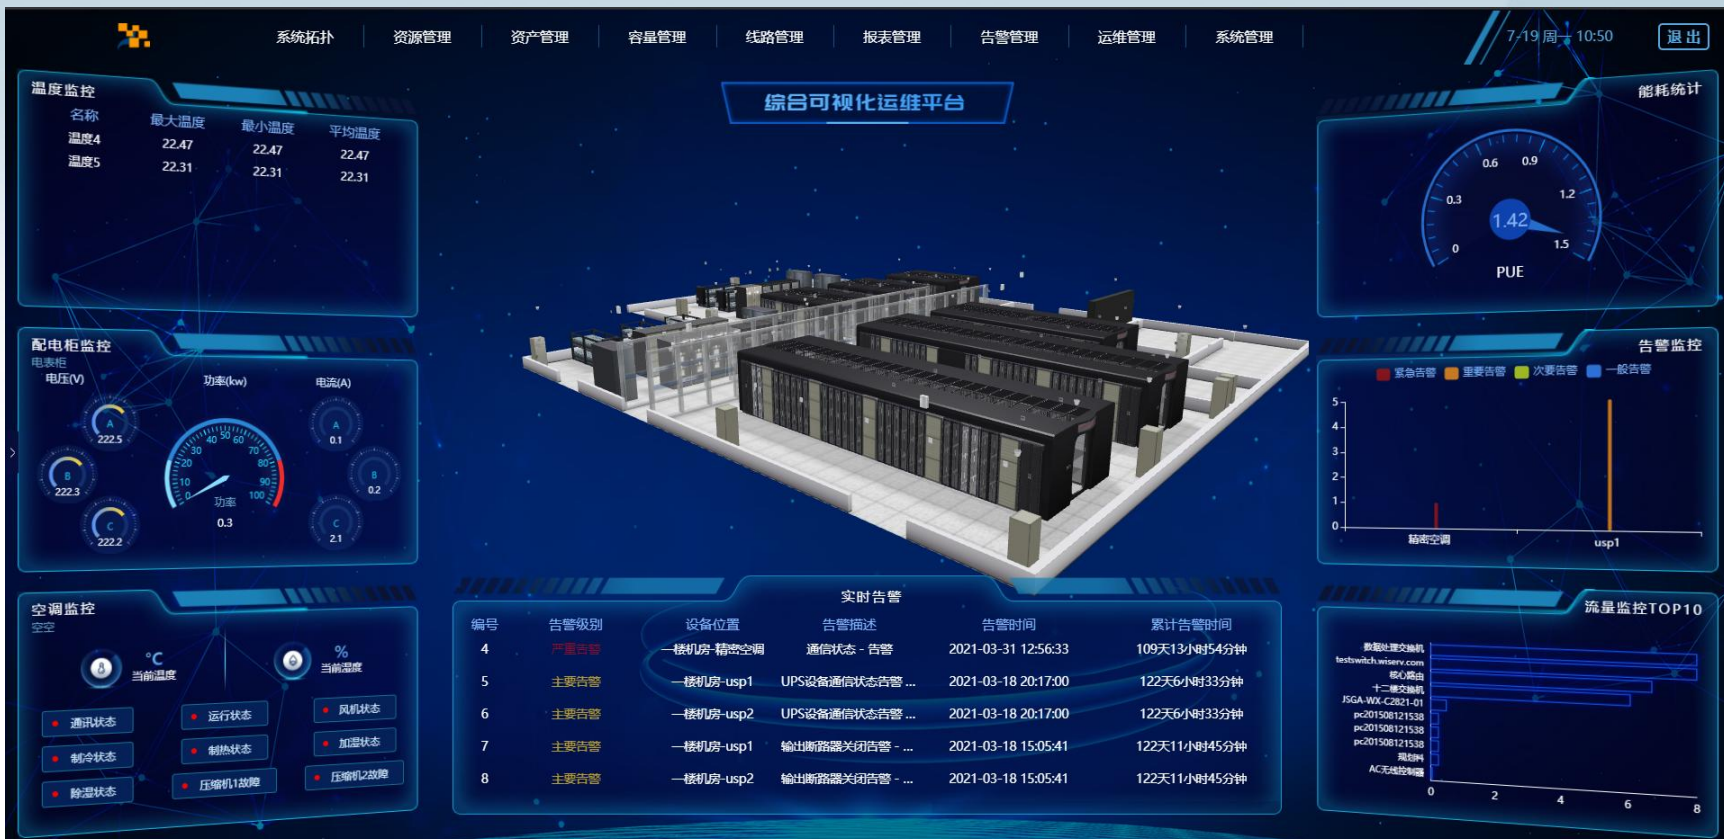 系统拓扑 资源管理 资产管理 容量管理 线路管理 报表管理 告警管理 运维管理 系统管理 7-19 周一 10:50 退出
综合可视化运维平台
温度监控
名称 最大温度 最小温度 平均温度
温度4 22.47 22.47 22.47
温度5 22.31 22.31 22.31
配电柜监控
电表柜
电压(V) 功率(kw) 电流(A)
A
222.5
B
222.3
C
222.2
0 10 20 30 40 50 60 70 80 90 100
功率
0.3
A
0.1
B
0.2
C
2.1
空调监控
空空
°C
当前温度
%
当前湿度
通讯状态 运行状态 风机状态
制冷状态 制热状态 加湿状态
除湿状态 压缩机1故障 压缩机2故障
实时告警
编号 告警级别 设备位置 告警描述 告警时间 累计告警时间
4 严重告警 一楼机房-精密空调 通信状态 - 告警 2021-03-31 12:56:33 109天13小时54分钟
5 主要告警 一楼机房-usp1 UPS设备通信状态告警 ... 2021-03-18 20:17:00 122天6小时33分钟
6 主要告警 一楼机房-usp2 UPS设备通信状态告警 ... 2021-03-18 20:17:00 122天6小时33分钟
7 主要告警 一楼机房-usp1 输出断路器关闭告警 - ... 2021-03-18 15:05:41 122天11小时45分钟
8 主要告警 一楼机房-usp2 输出断路器关闭告警 - ... 2021-03-18 15:05:41 122天11小时45分钟
能耗统计
0 0.3 0.6 0.9 1.2 1.5
1.42
PUE
告警监控
紧急告警 重要告警 次要告警 一般告警
5
4
3
2
1
0
精密空调 usp1
流量监控TOP10
数据处理交换机
testswitch.wiserv.com
核心路由
十二楼交换机
JSGA-WX-C2821-01
pc201508121538
pc201508121538
pc201508121538
规划科
AC无线控制器
0 2 4 6 8